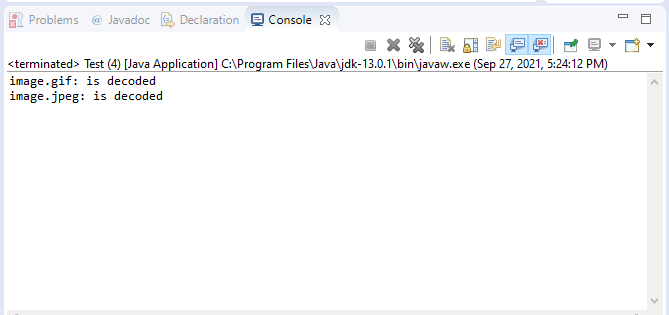 Problems @ Javadoc Declaration Console
<terminated> Test (4) [Java Application] C:\Program Files\Java\jdk-13.0.1\bin\javaw.exe (Sep 27, 2021, 5:24:12 PM)
image.gif: is decoded
image.jpeg: is decoded